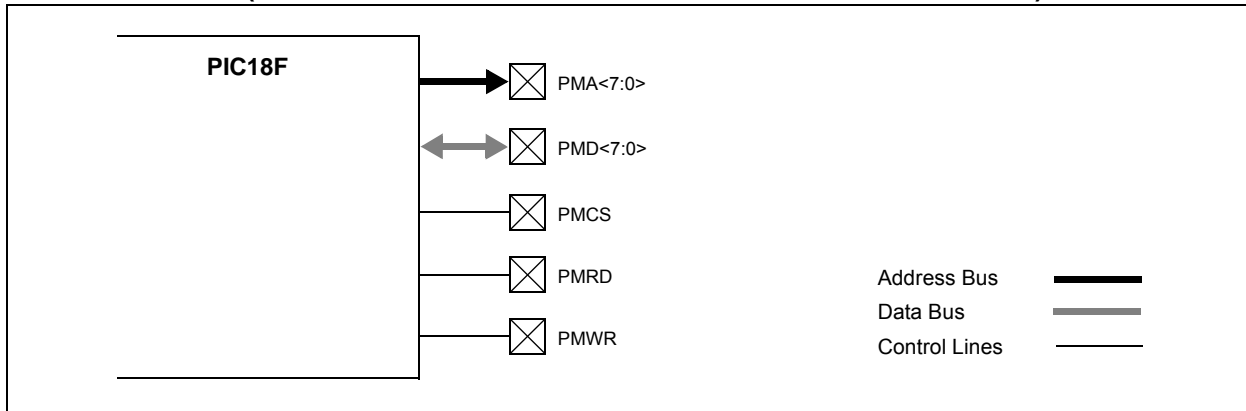 PIC18F
PMA<7:0>
PMD<7:0>
PMCS
PMRD
PMWR
Address Bus
Data Bus
Control Lines